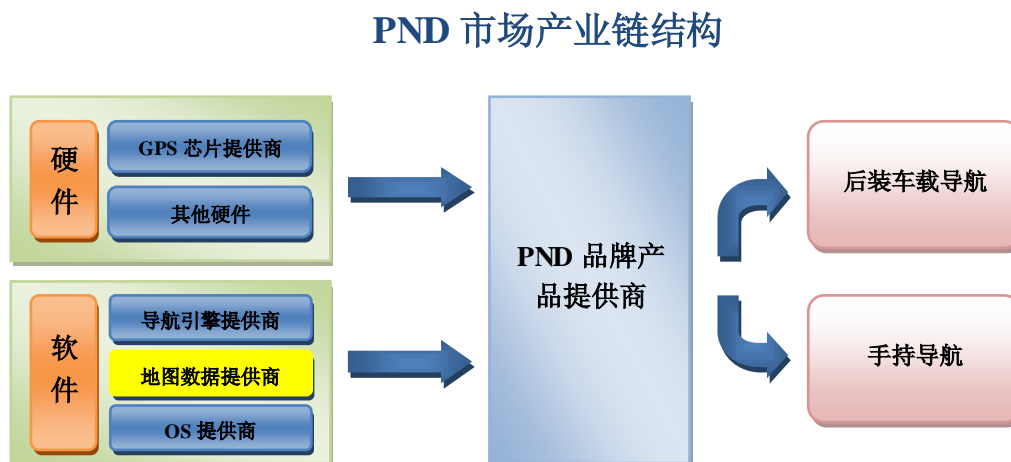 PND 市场产业链结构
硬
件
GPS 芯片提供商
其他硬件
软
件
导航引擎提供商
地图数据提供商
OS 提供商
PND 品牌产
品提供商
后装车载导航
手持导航